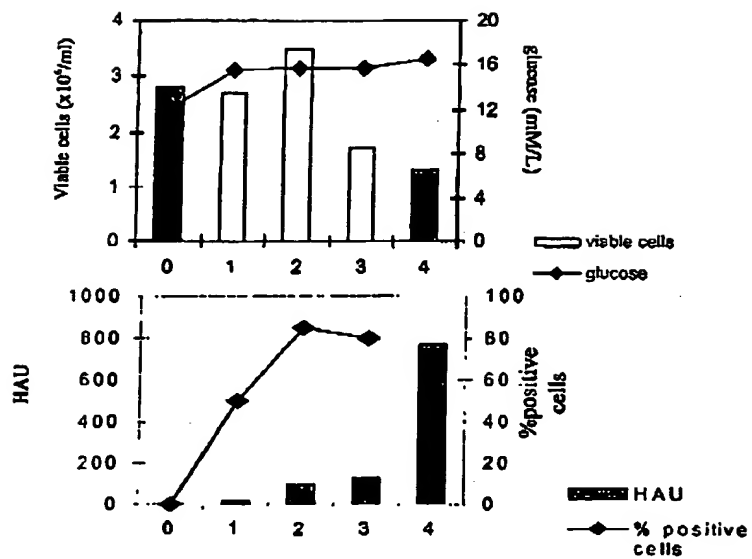 4
3
2
1
0
Viable cells (x10⁶/ml)
20
16
12
8
4
0
glucose (mM/L)
0 1 2 3 4
viable cells
glucose
1000
800
600
400
200
0
HAU
100
80
60
40
20
0
%positive
cells
0 1 2 3 4
HAU
% positive
cells